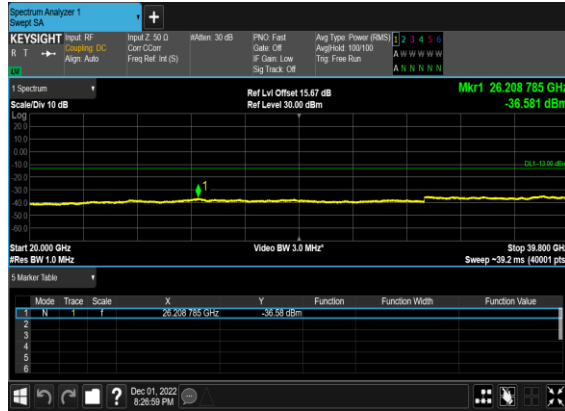 Spectrum Analyzer 1
Swept SA
+
KEYSIGHT Input: RF Input Z: 50 Ω #Atten: 30 dB PNO: Fast Avg Type: Power (RMS) 1 2 3 4 5 6
R T Coupling: DC Corr CCorr Gate: Off Avg|Hold: 100/100 A W W W W W
Align: Auto Freq Ref: Int (S) IF Gain: Low Trig: Free Run
Sig Track: Off A N N N N N
1 Spectrum Ref Lvl Offset 15.67 dB Mkr1 26.208 785 GHz
Scale/Div 10 dB Ref Level 30.00 dBm -36.581 dBm
Log
20.0
10.0
0.00
-10.0 DL1 -13.00 dBm
-20.0
-30.0 1
-40.0
-50.0
-60.0
Start 20.000 GHz Video BW 3.0 MHz* Stop 39.800 GHz
#Res BW 1.0 MHz Sweep ~39.2 ms (40001 pts)
5 Marker Table
Mode Trace Scale X Y Function Function Width Function Value
1 N 1 f 26.208 785 GHz -36.58 dBm
2
3
4
5
6
? Dec 01, 2022
8:26:59 PM